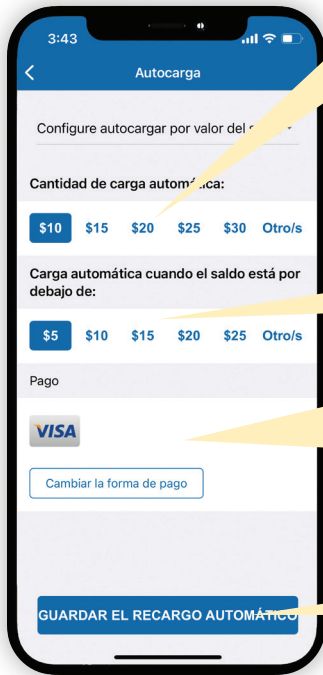 3:43
Autocarga
Configure autocargar por valor del
Cantidad de carga automática:
$10 $15 $20 $25 $30 Otro/s
Carga automática cuando el saldo está por
debajo de:
$5 $10 $15 $20 $25 Otro/s
Pago
VISA
Cambiar la forma de pago
GUARDAR EL RECARGO AUTOMÁTICO